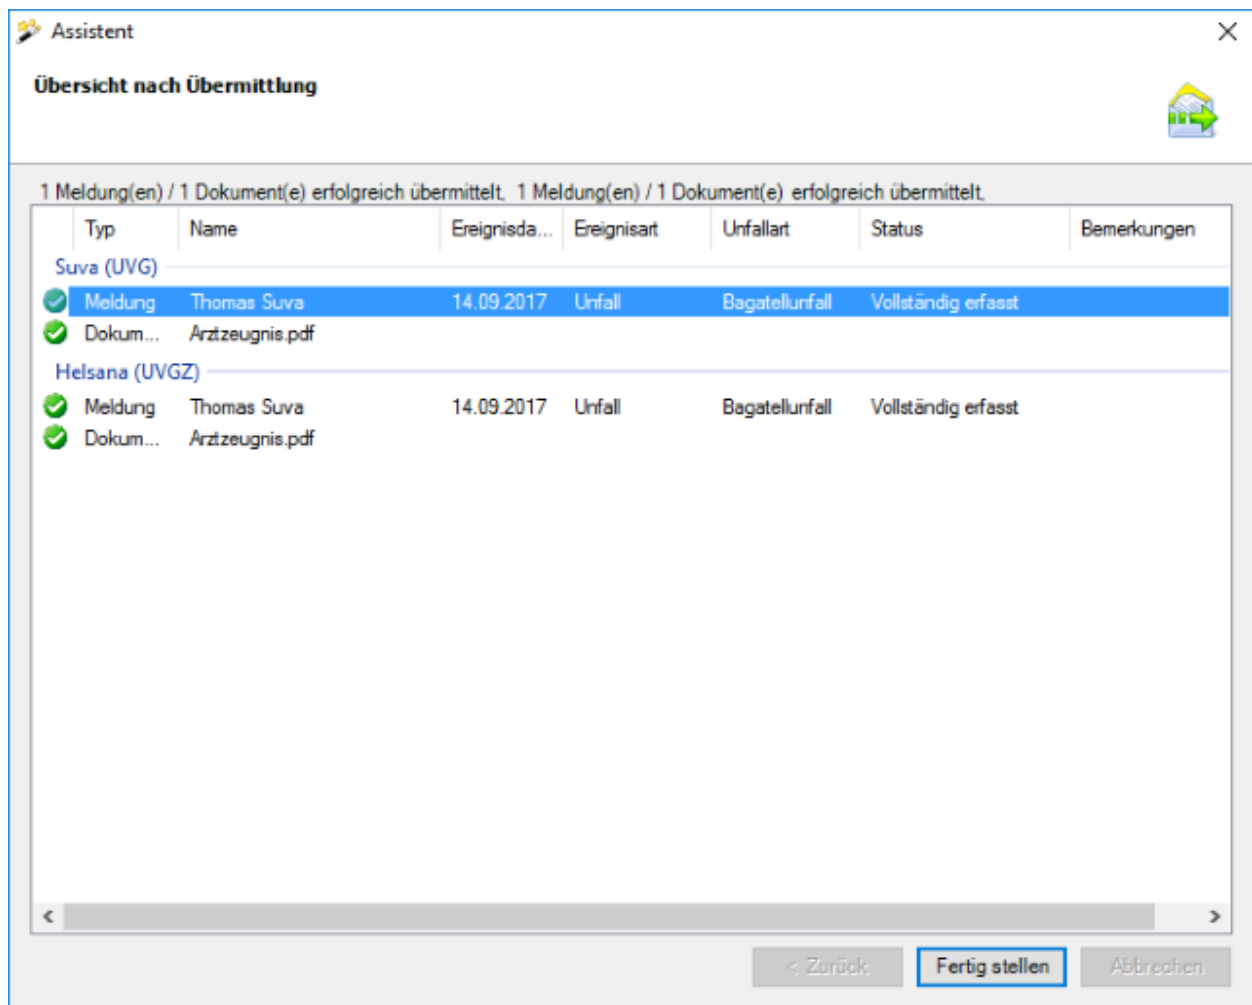 Assistent
Übersicht nach Übermittlung
1 Meldung(en) / 1 Dokument(e) erfolgreich übermittelt, 1 Meldung(en) / 1 Dokument(e) erfolgreich übermittelt,
Typ Name Ereignisda... Ereignisart Unfallart Status Bemerkungen
Suva (UVG)
Meldung Thomas Suva 14.09.2017 Unfall Bagatellunfall Vollständig erfasst
Dokum... Arztzeugnis.pdf
Helsana (UVGZ)
Meldung Thomas Suva 14.09.2017 Unfall Bagatellunfall Vollständig erfasst
Dokum... Arztzeugnis.pdf
< Zurück Fertig stellen Abbrechen